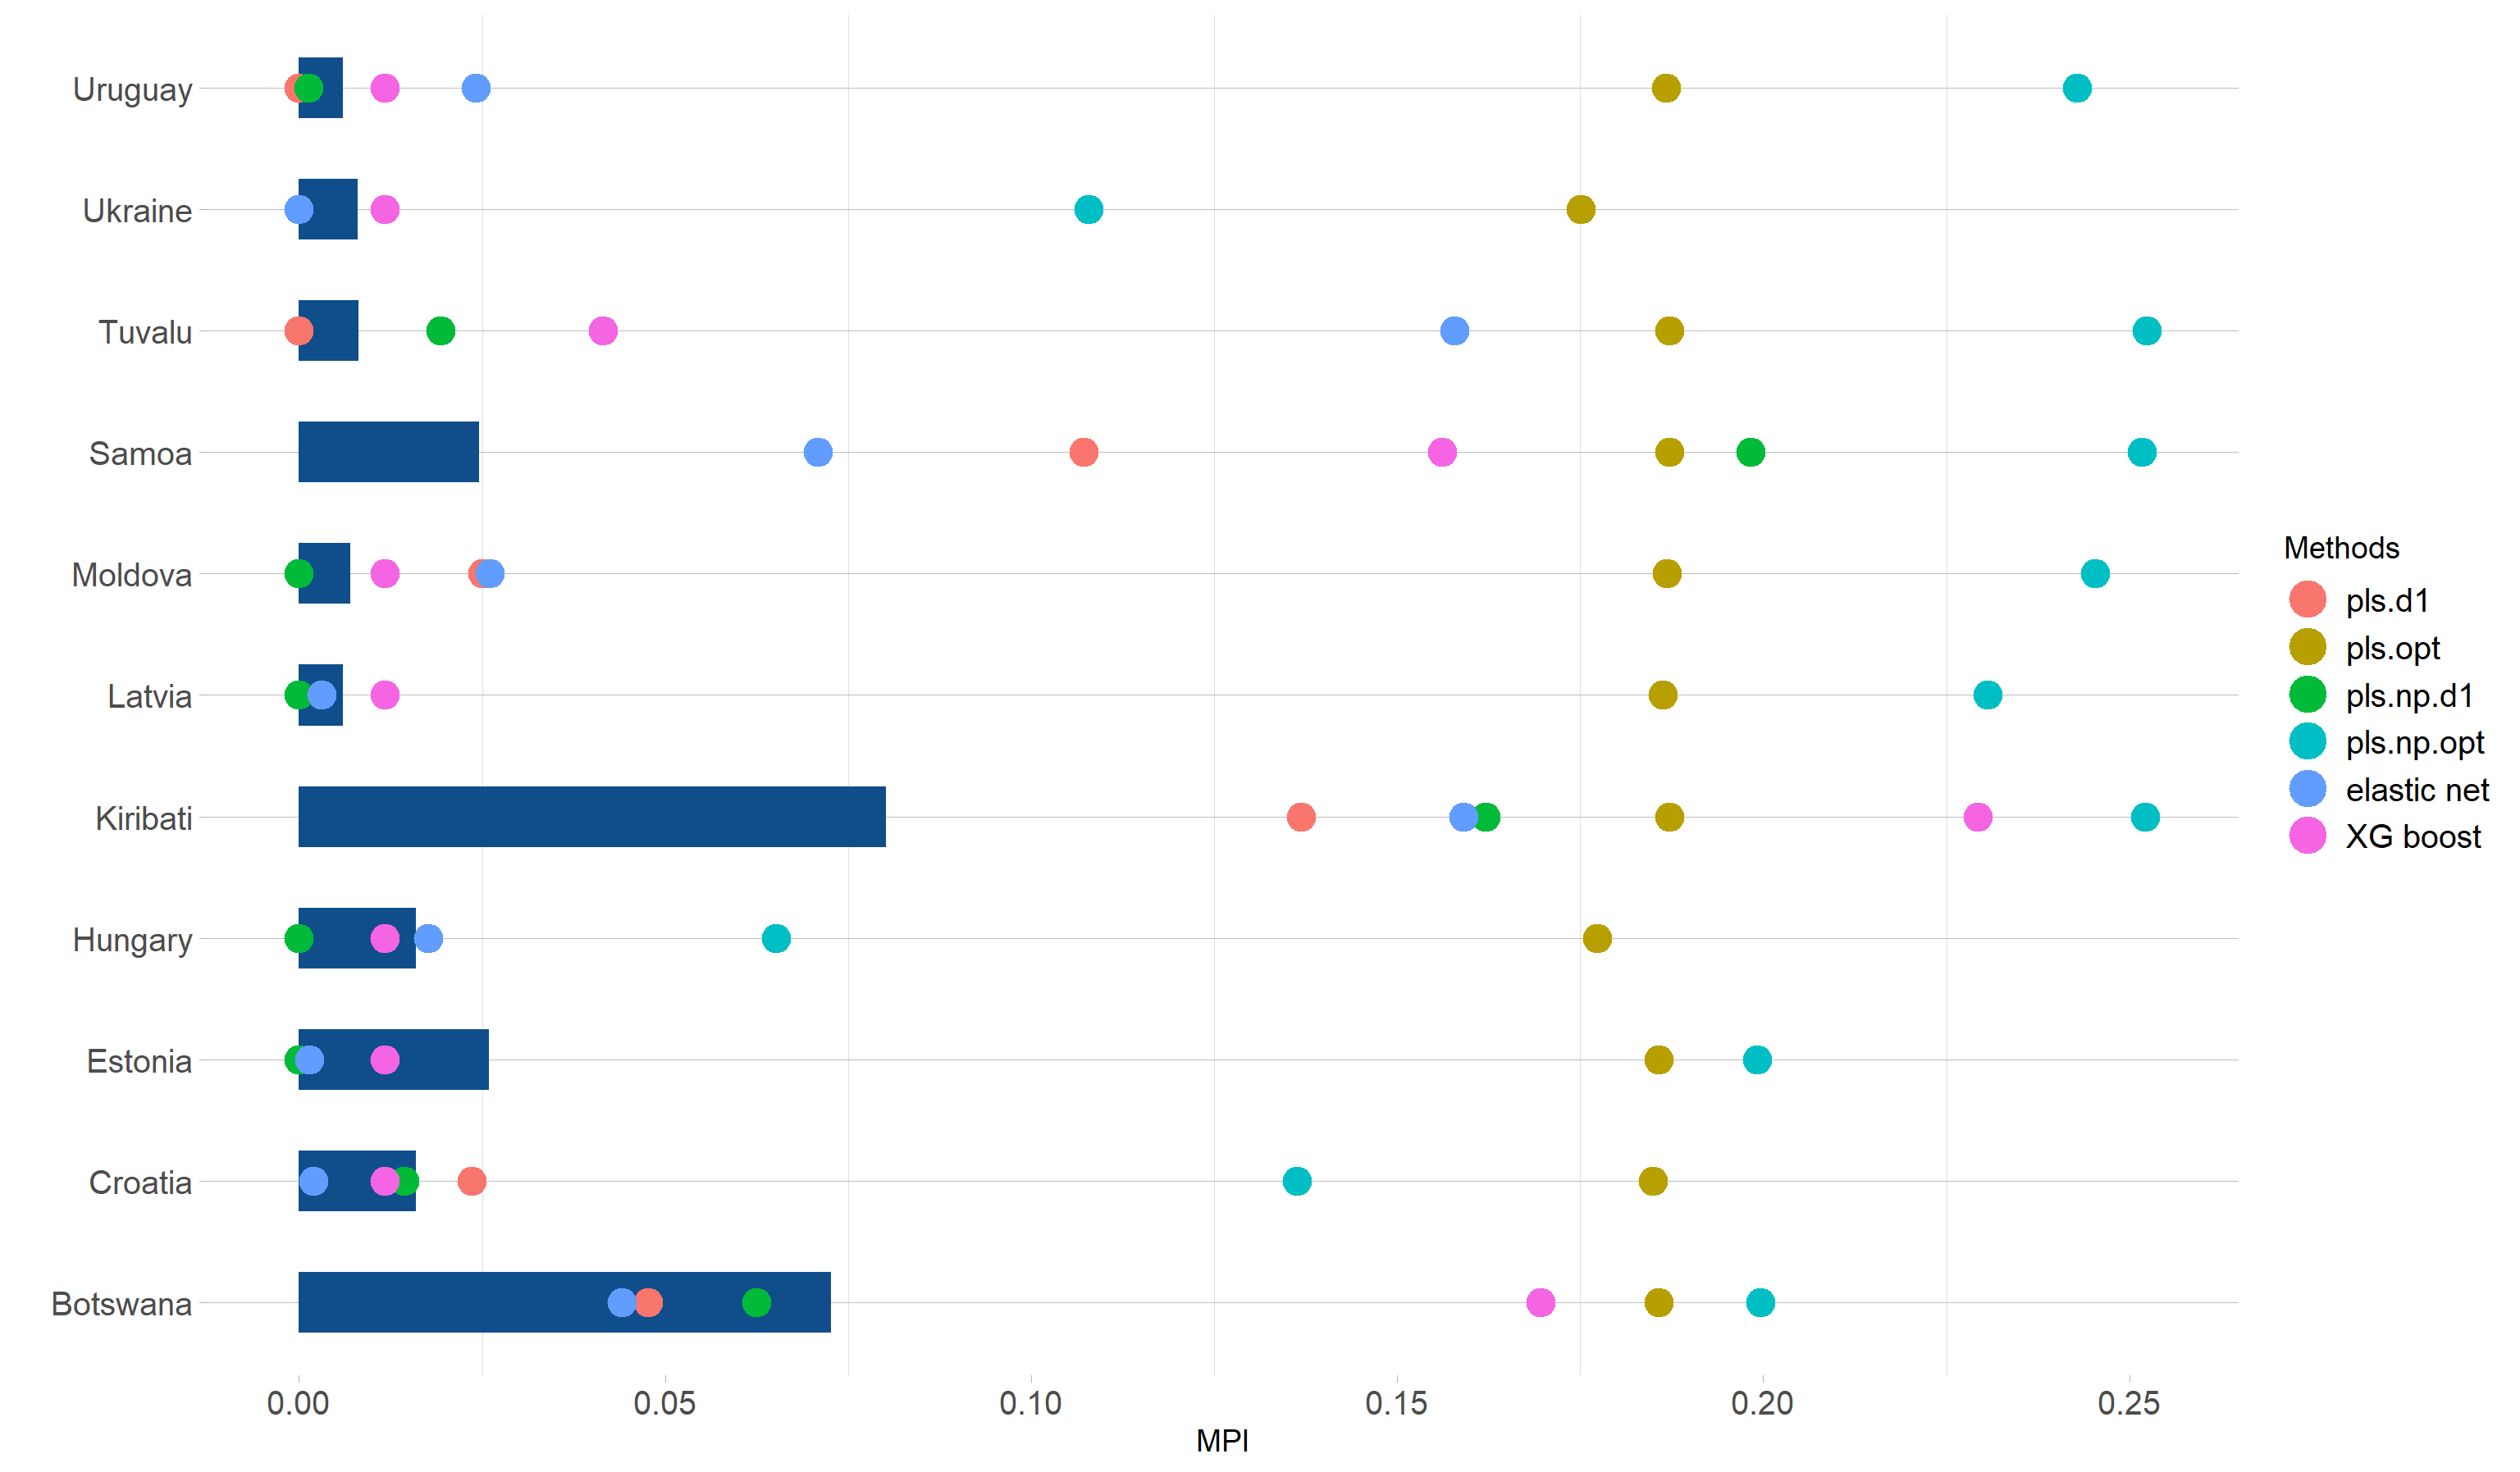 Uruguay
Ukraine
Tuvalu
Samoa
Moldova
Latvia
Kiribati
Hungary
Estonia
Croatia
Botswana
0.00 0.05 0.10 0.15 0.20 0.25
MPI
Methods
pls.d1
pls.opt
pls.np.d1
pls.np.opt
elastic net
XG boost